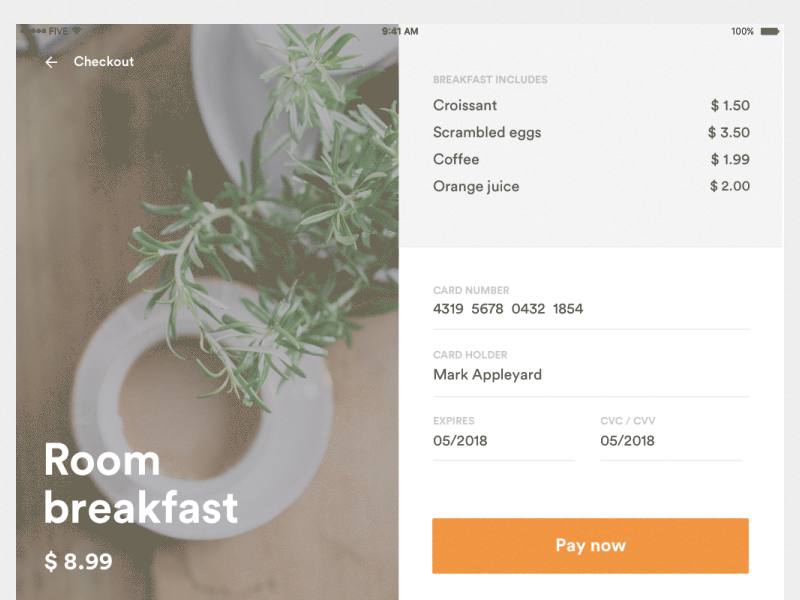 FIVE
9:41 AM
100%
Checkout
Room
breakfast
$ 8.99
BREAKFAST INCLUDES
Croissant $ 1.50
Scrambled eggs $ 3.50
Coffee $ 1.99
Orange juice $ 2.00
CARD NUMBER
4319 5678 0432 1854
CARD HOLDER
Mark Appleyard
EXPIRES CVC / CVV
05/2018 05/2018
Pay now